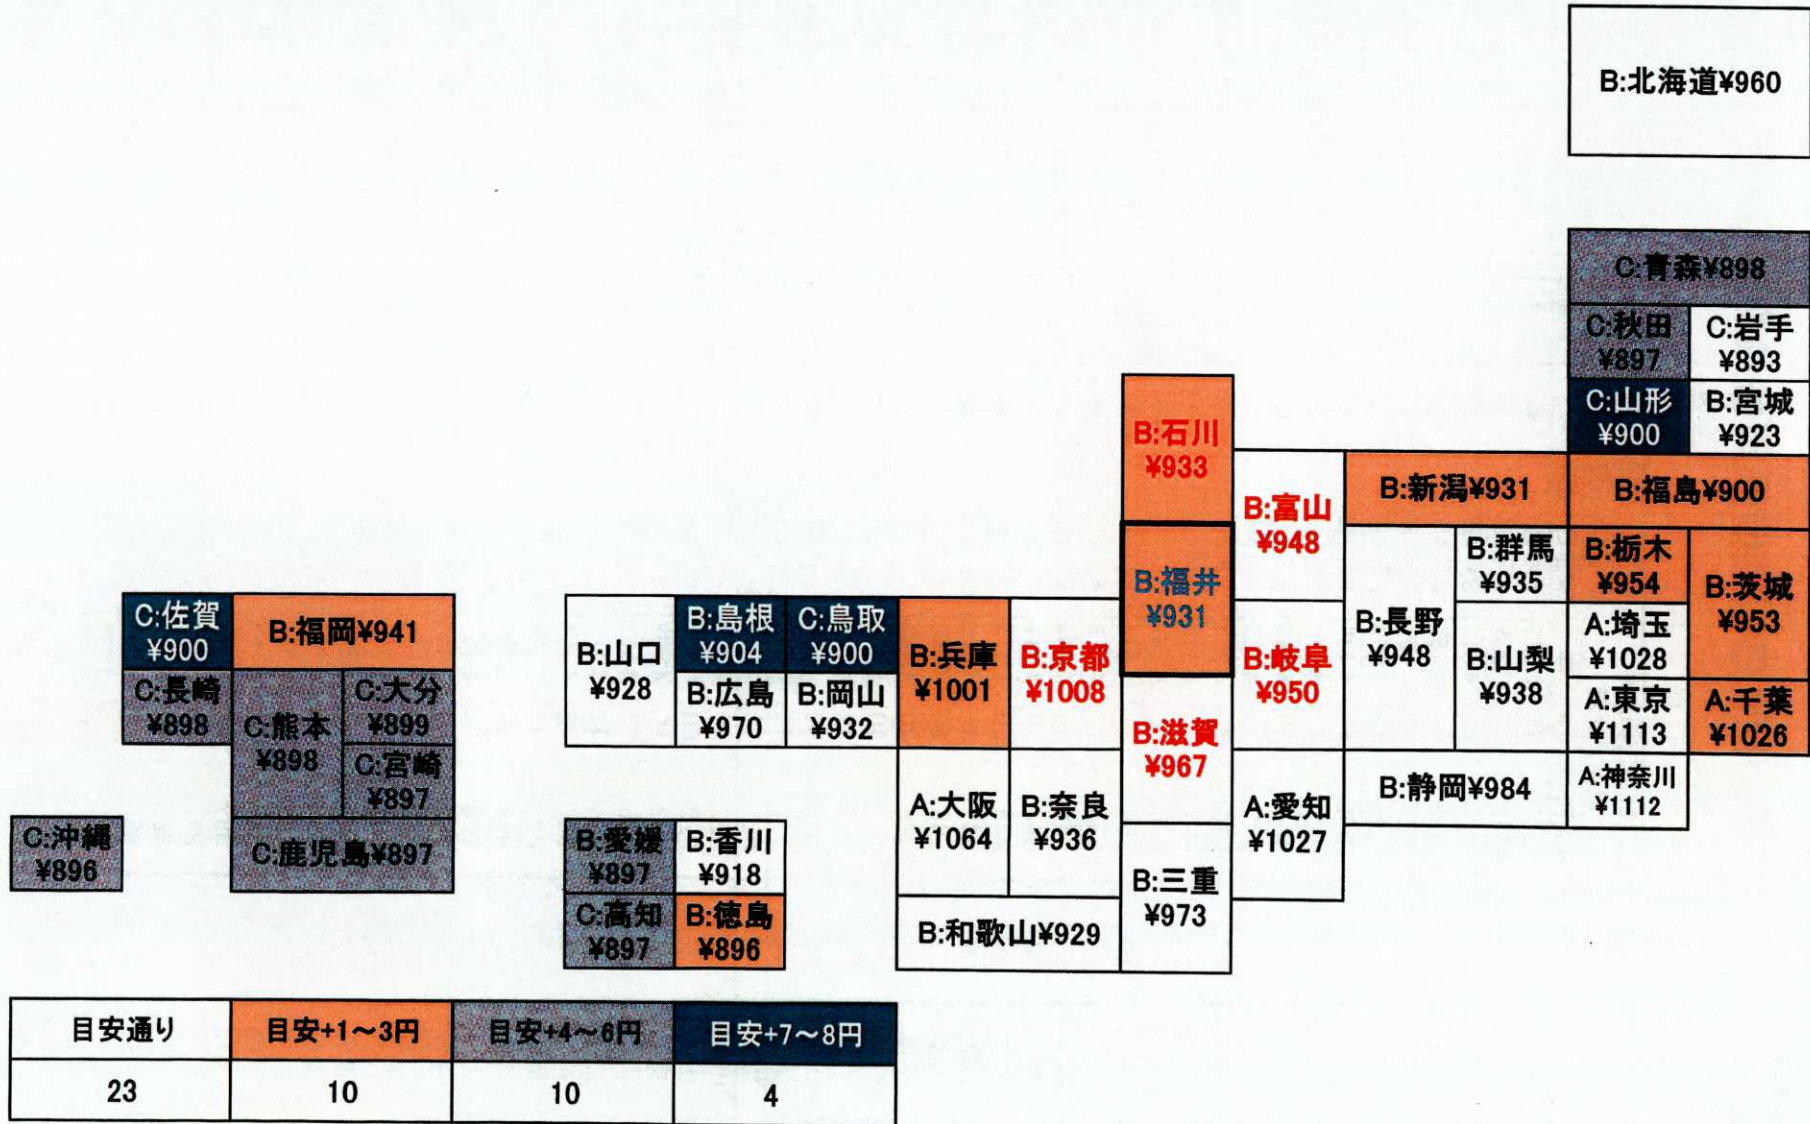 B:北海道¥960
C:青森¥898
C:秋田
¥897
C:岩手
¥893
C:山形
¥900
B:宮城
¥923
B:石川
¥933
B:富山
¥948
B:新潟¥931
B:福島¥900
B:福井
¥931
B:群馬
¥935
B:栃木
¥954
B:茨城
¥953
C:佐賀
¥900
B:福岡¥941
B:山口
¥928
B:島根
¥904
C:鳥取
¥900
B:兵庫
¥1001
B:京都
¥1008
B:岐阜
¥950
B:長野
¥948
B:山梨
¥938
A:埼玉
¥1028
C:長崎
¥898
C:熊本
¥898
C:大分
¥899
B:広島
¥970
B:岡山
¥932
B:滋賀
¥967
A:東京
¥1113
A:千葉
¥1026
C:宮崎
¥897
A:大阪
¥1064
B:奈良
¥936
A:愛知
¥1027
B:静岡¥984
A:神奈川
¥1112
C:沖縄
¥896
C:鹿児島¥897
B:愛媛
¥897
B:香川
¥918
B:三重
¥973
C:高知
¥897
B:徳島
¥896
B:和歌山¥929
目安通り
目安+1～3円
目安+4～6円
目安+7～8円
23
10
10
4